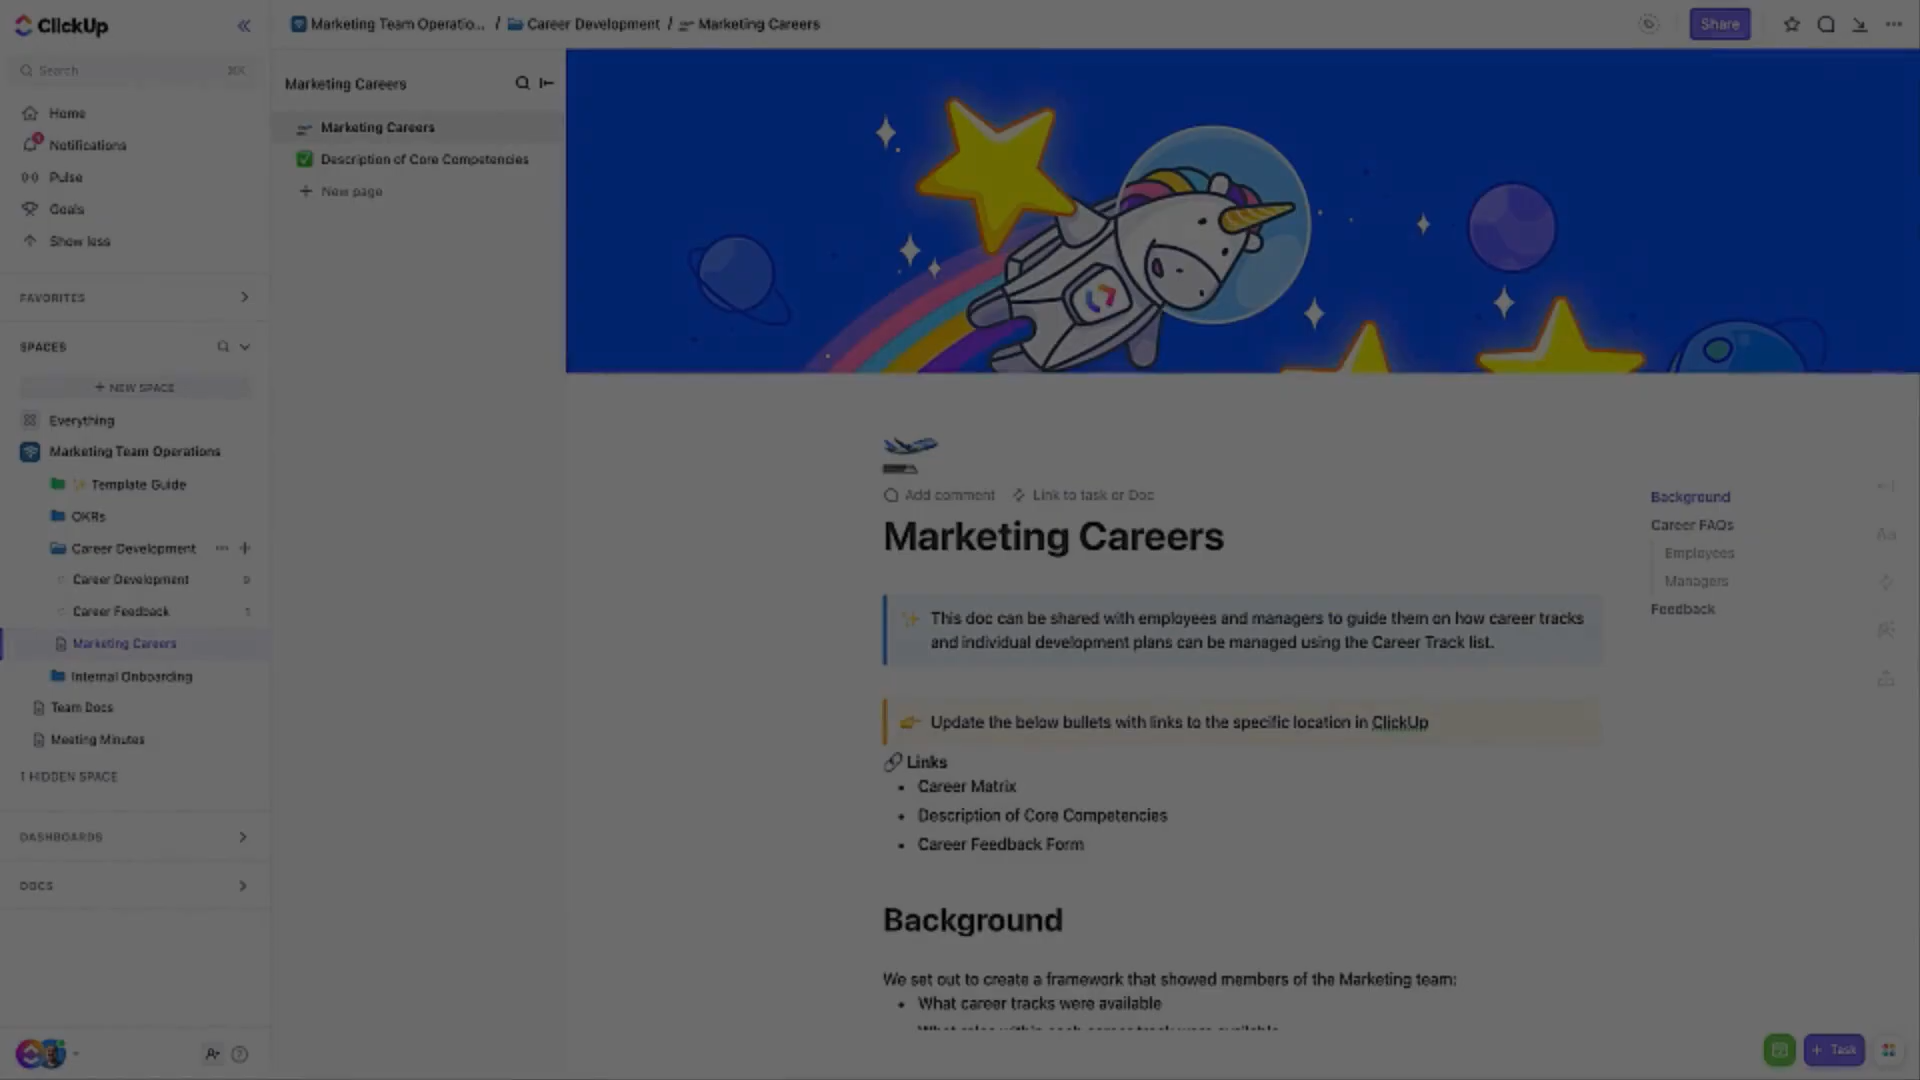 ClickUp
Search
⌘K
Home
Notifications
Pulse
Goals
Show less
FAVORITES
SPACES
+ NEW SPACE
Everything
Marketing Team Operations
Template Guide
OKRs
Career Development
Career Development
9
Career Feedback
1
Marketing Careers
Internal Onboarding
Team Docs
Meeting Minutes
1 HIDDEN SPACE
DASHBOARDS
DOCS
Marketing Team Operatio... / Career Development / Marketing Careers
Share
Marketing Careers
Marketing Careers
Description of Core Competencies
+ New page
Add comment Link to task or Doc
Marketing Careers
This doc can be shared with employees and managers to guide them on how career tracks
and individual development plans can be managed using the Career Track list.
Update the below bullets with links to the specific location in ClickUp
Links
• Career Matrix
• Description of Core Competencies
• Career Feedback Form
Background
We set out to create a framework that showed members of the Marketing team:
• What career tracks were available
Background
Career FAQs
Employees
Managers
Feedback
Aa
+ Task